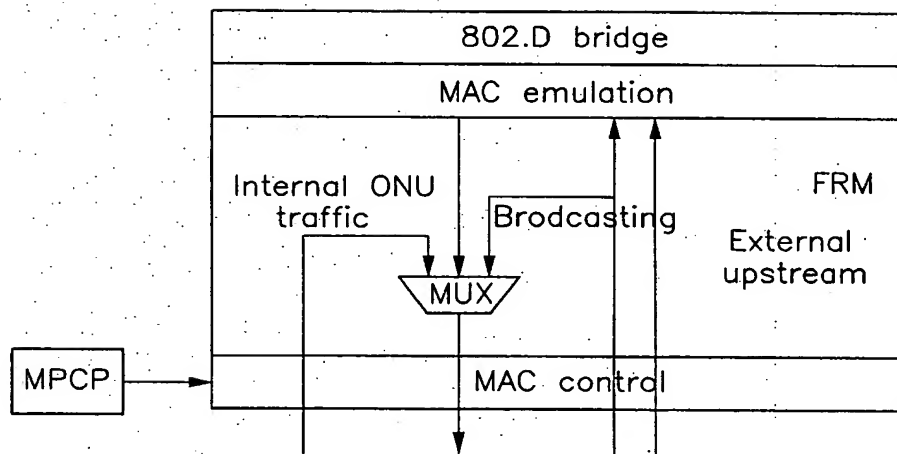 802.D bridge
MAC emulation
Internal ONU
traffic
Brodcasting
FRM
External
upstream
MUX
MPCP
MAC control